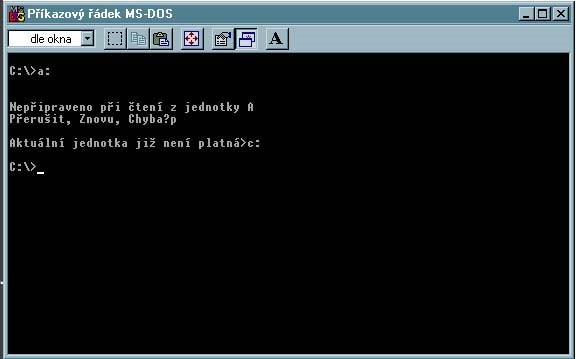 Příkazový řádek MS-DOS
dle okna
A
C:\>a:
Nepřipraveno při čtení z jednotky A
Přerušit, Znovu, Chyba?p
Aktuální jednotka již není platná>c:
C:\>_